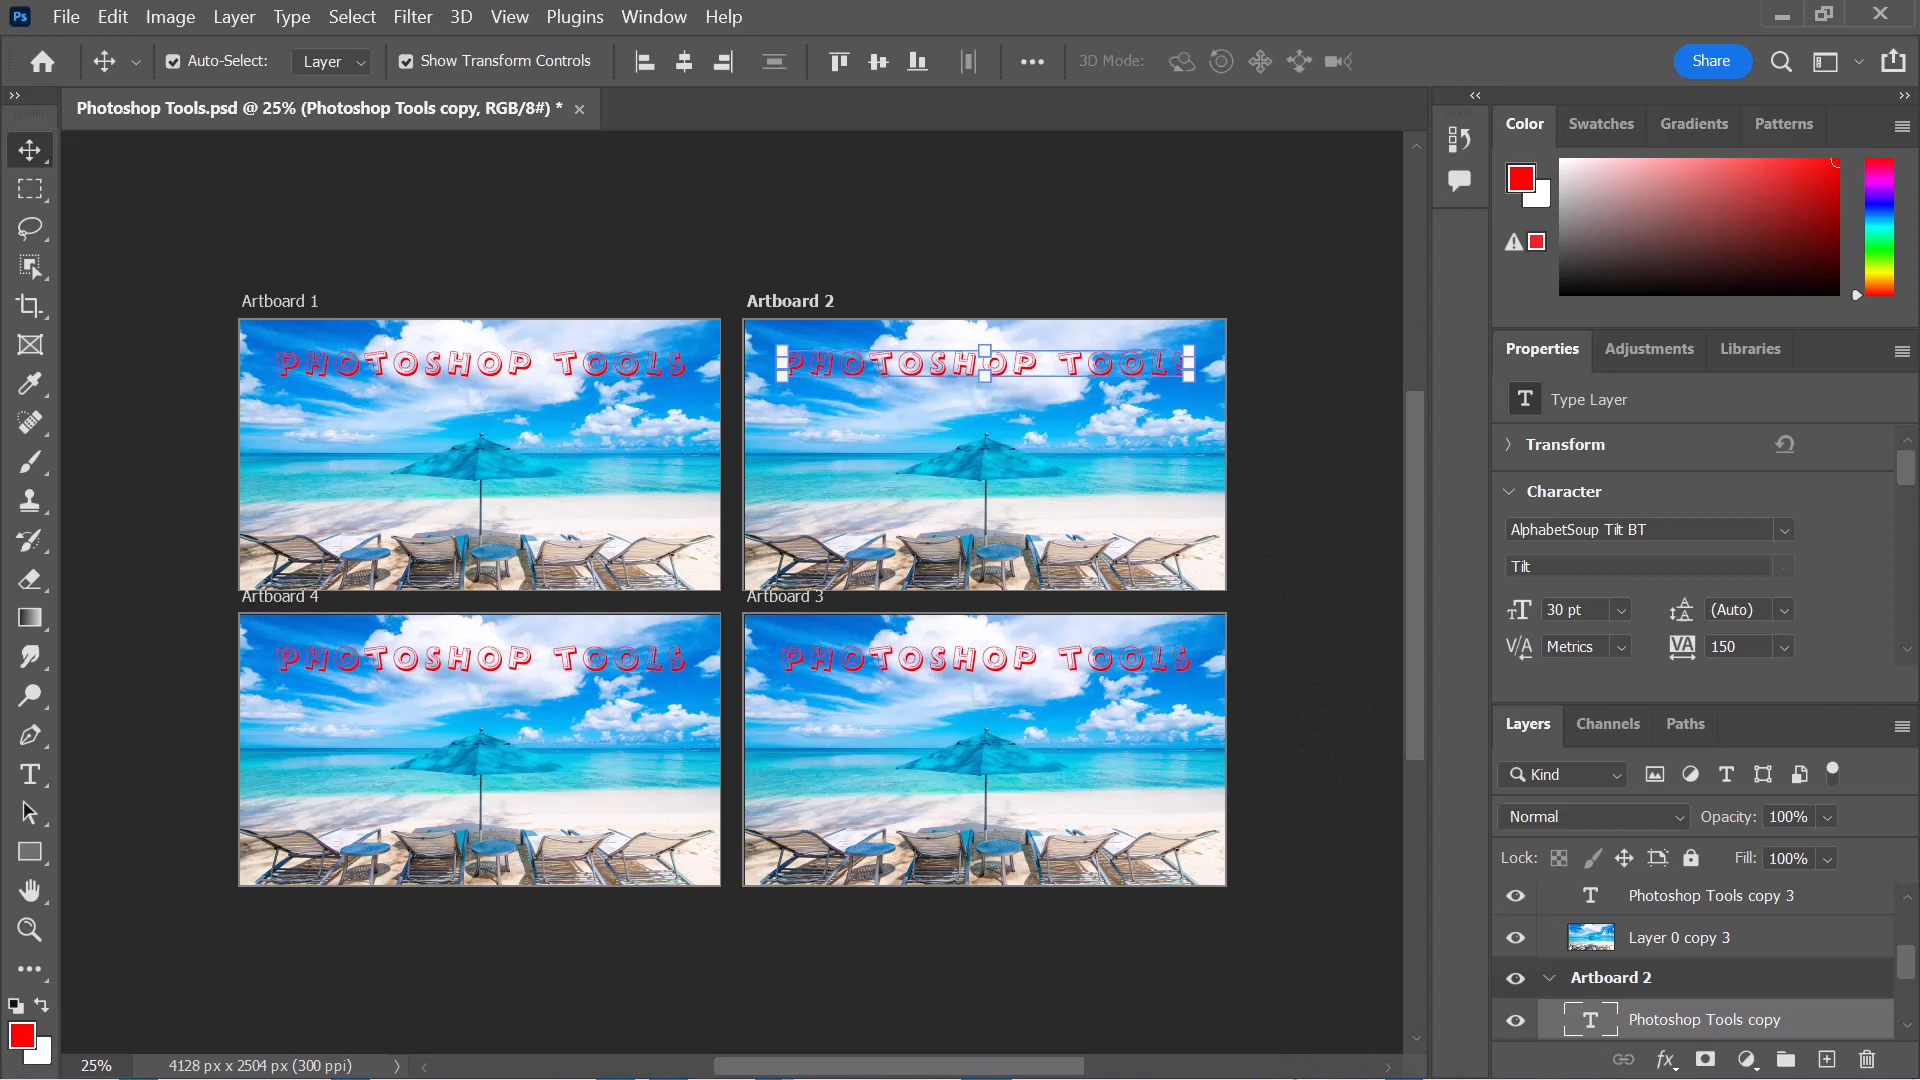 Ps File Edit Image Layer Type Select Filter 3D View Plugins Window Help
Auto-Select: Layer Show Transform Controls 3D Mode: Share
Photoshop Tools.psd @ 25% (Photoshop Tools copy, RGB/8#) *
Color Swatches Gradients Patterns
Artboard 1
PHOTOSHOP TOOLS
Artboard 2
PHOTOSHOP TOOLS
Artboard 4
PHOTOSHOP TOOLS
Artboard 3
PHOTOSHOP TOOLS
Properties Adjustments Libraries
T Type Layer
Transform
Character
AlphabetSoup Tilt BT
Tilt
30 pt (Auto)
Metrics 150
Layers Channels Paths
Kind
Normal Opacity: 100%
Lock: Fill: 100%
T Photoshop Tools copy 3
Layer 0 copy 3
Artboard 2
T Photoshop Tools copy
fx
25% 4128 px x 2504 px (300 ppi)